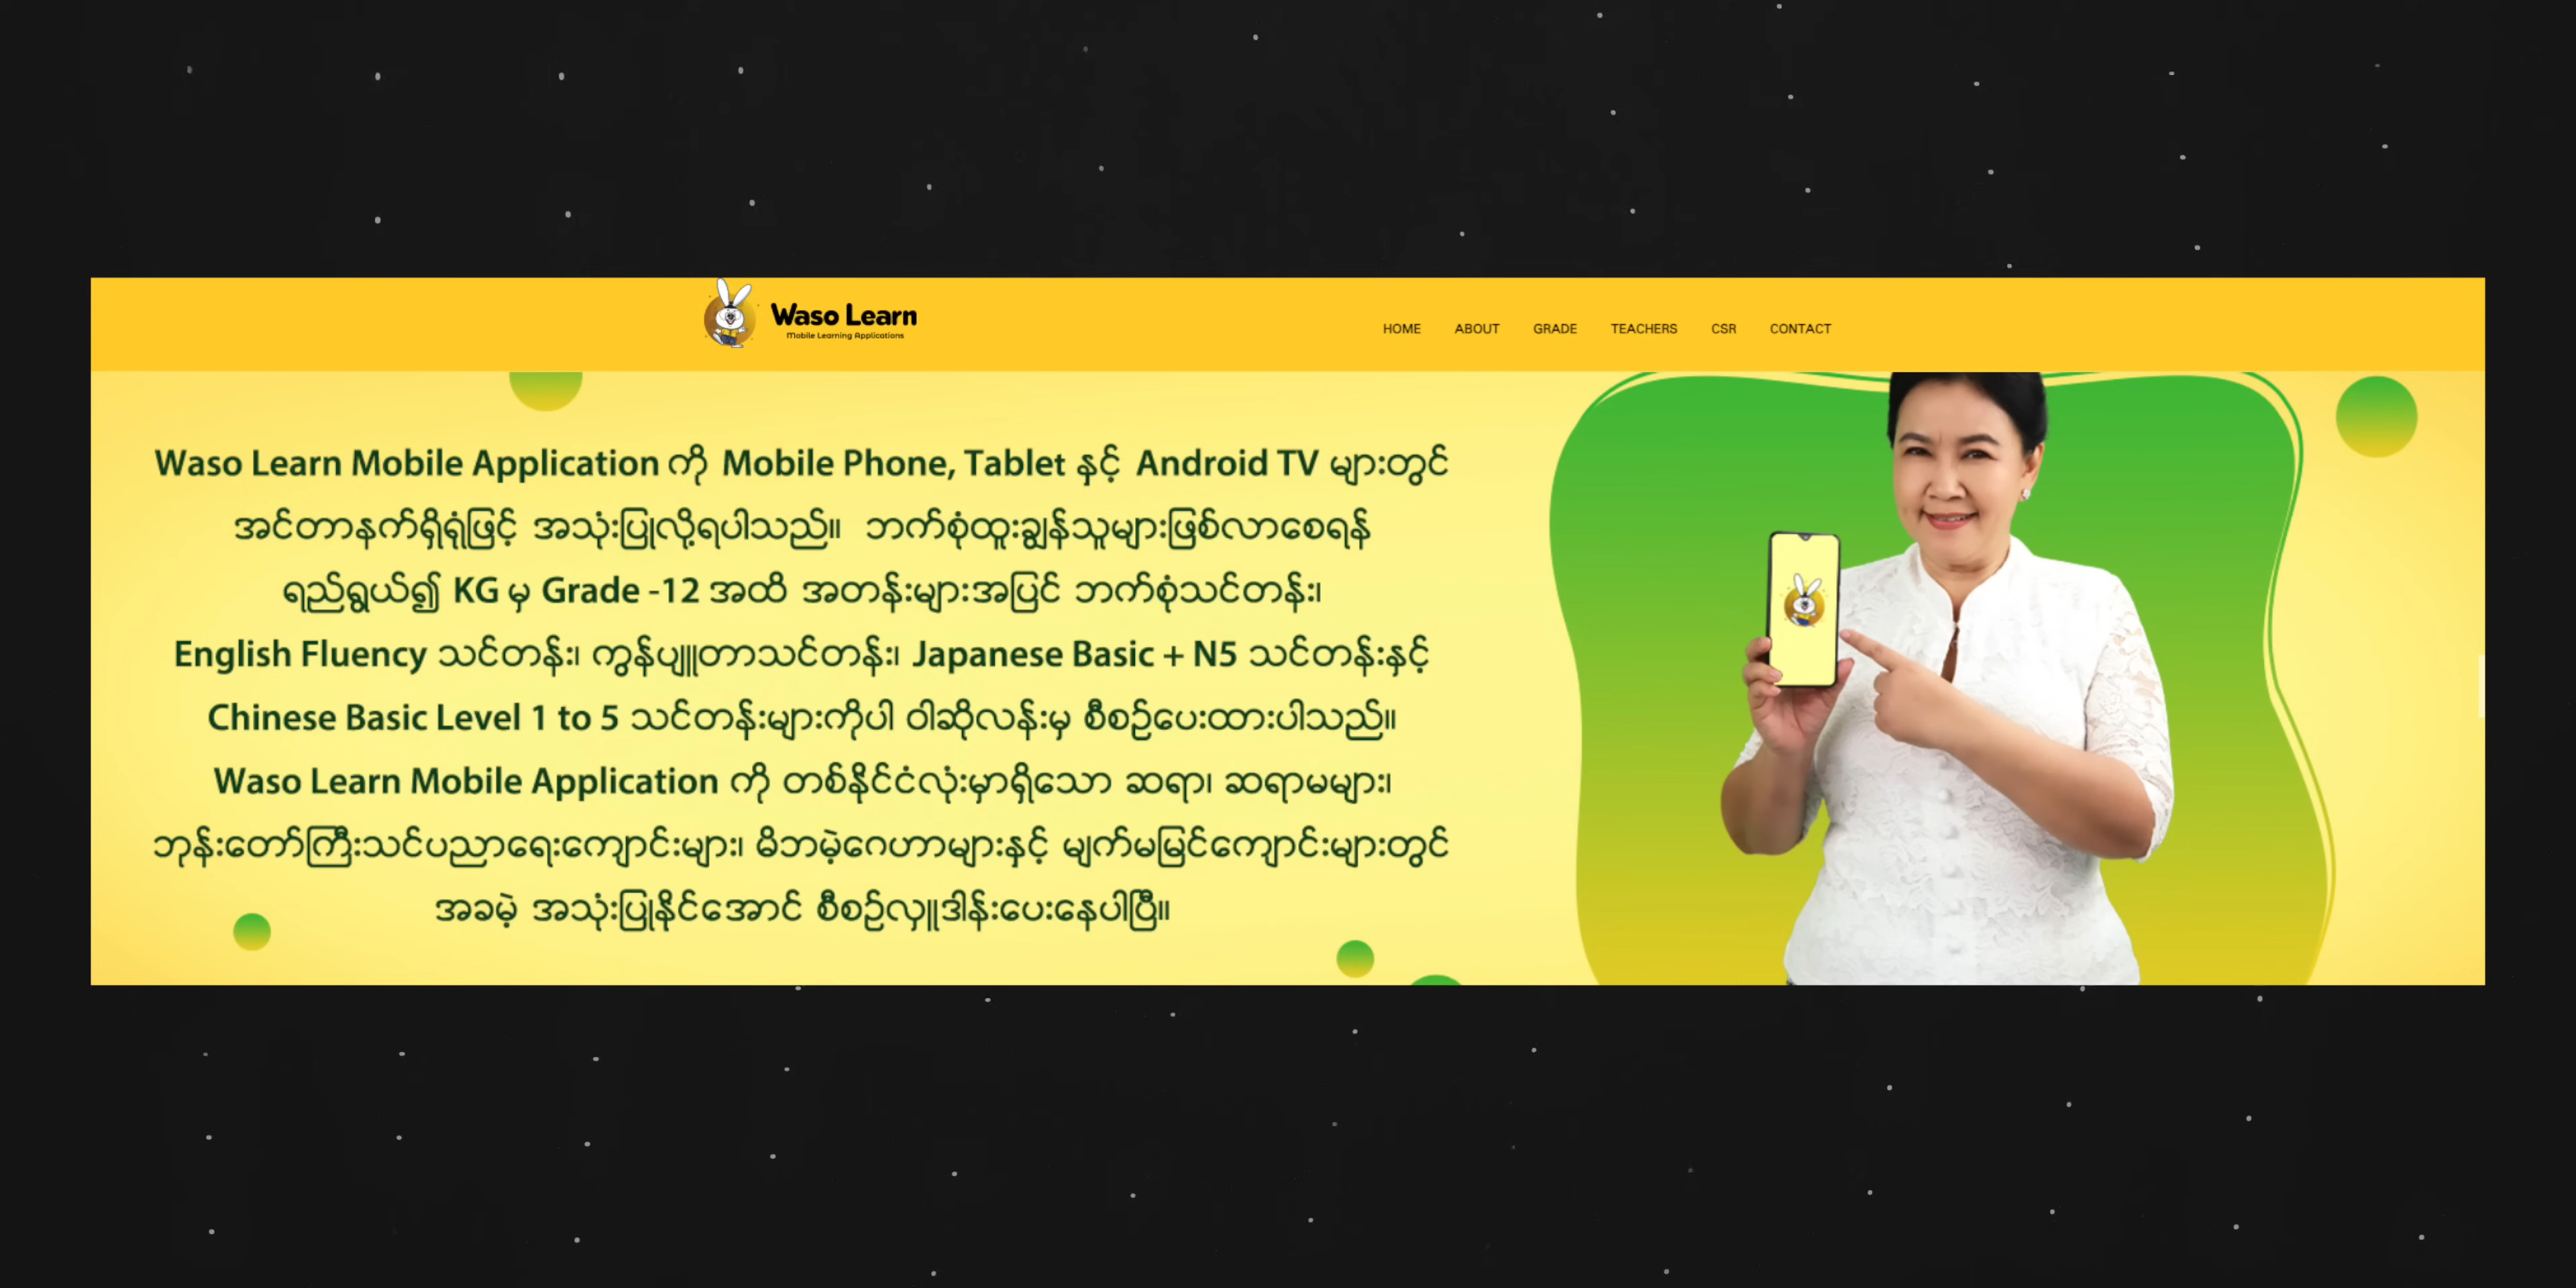 Waso Learn
Mobile Learning Applications
HOME ABOUT GRADE TEACHERS CSR CONTACT
Waso Learn Mobile Application ကို Mobile Phone, Tablet နှင့် Android TV များတွင်
အင်တာနက်ရှိရုံဖြင့် အသုံးပြုလို့ရပါသည်။ ဘက်စုံထူးချွန်သူများဖြစ်လာစေရန်
ရည်ရွယ်၍ KG မှ Grade -12 အထိ အတန်းများအပြင် ဘက်စုံသင်တန်း၊
English Fluency သင်တန်း၊ ကွန်ပျူတာသင်တန်း၊ Japanese Basic + N5 သင်တန်းနှင့်
Chinese Basic Level 1 to 5 သင်တန်းများကိုပါ ဝါဆိုလန်းမှ စီစဉ်ပေးထားပါသည်။
Waso Learn Mobile Application ကို တစ်နိုင်ငံလုံးမှာရှိသော ဆရာ၊ ဆရာမများ၊
ဘုန်းတော်ကြီးသင်ပညာရေးကျောင်းများ၊ မိဘမဲ့ဂေဟာများနှင့် မျက်မမြင်ကျောင်းများတွင်
အခမဲ့ အသုံးပြုနိုင်အောင် စီစဉ်လှူဒါန်းပေးနေပါပြီ။